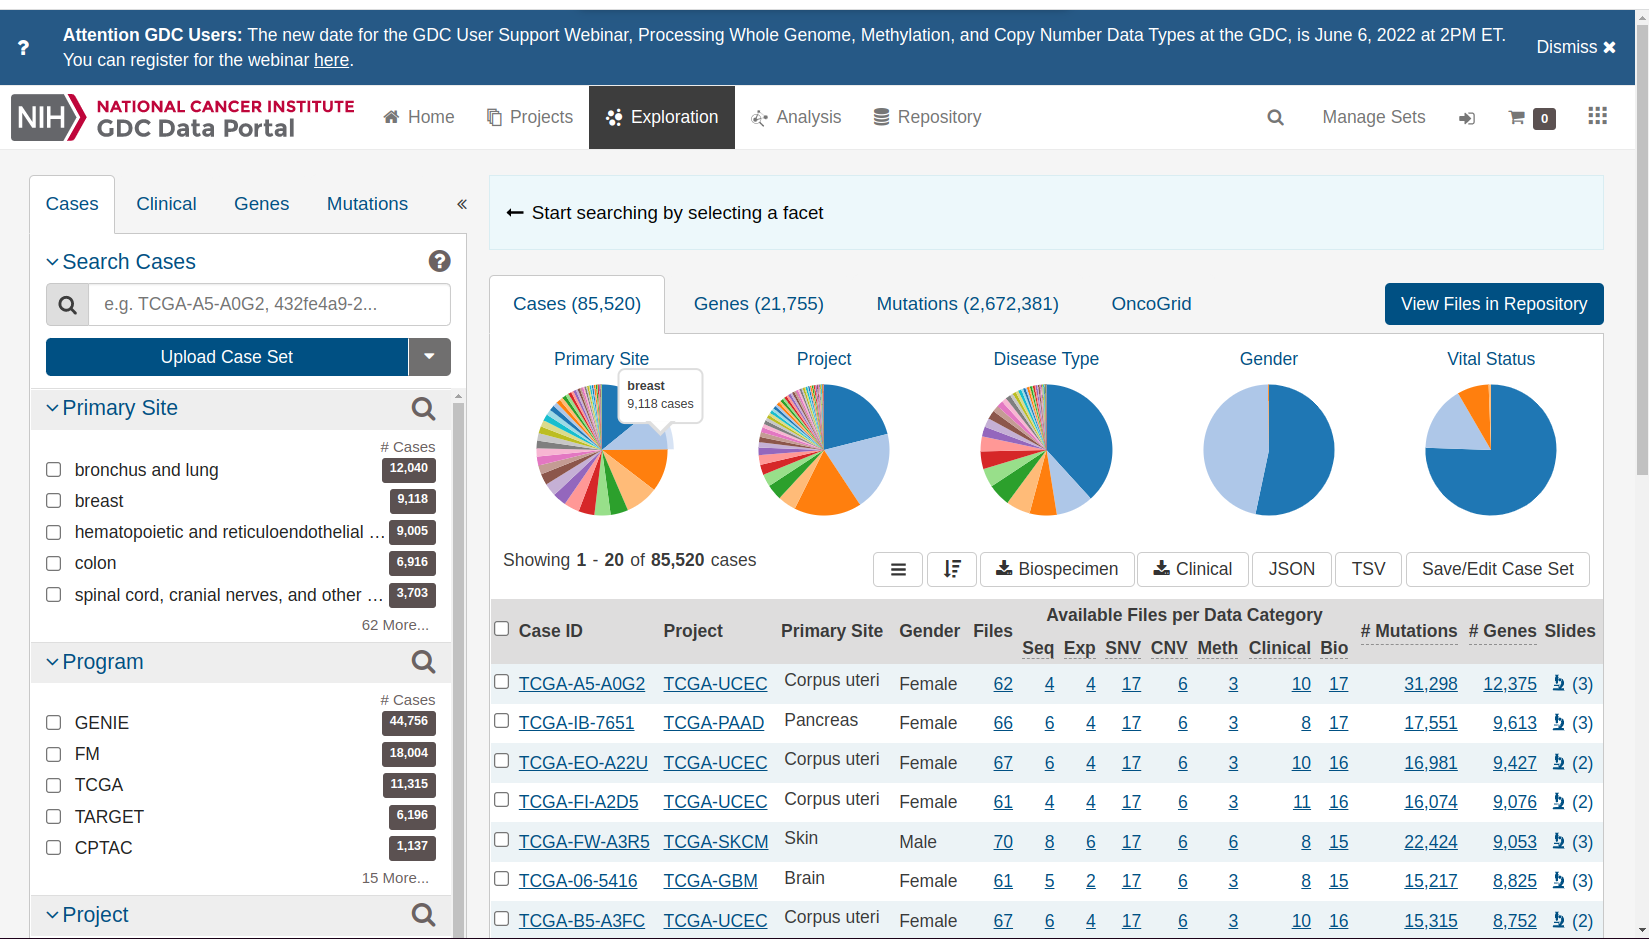 ? Attention GDC Users: The new date for the GDC User Support Webinar, Processing Whole Genome, Methylation, and Copy Number Data Types at the GDC, is June 6, 2022 at 2PM ET.
You can register for the webinar here.
Dismiss ✖
NIH NATIONAL CANCER INSTITUTE
GDC Data Portal
Home Projects Exploration Analysis Repository Manage Sets 0
Cases Clinical Genes Mutations «
Search Cases ?
e.g. TCGA-A5-A0G2, 432fe4a9-2...
Upload Case Set
Primary Site
# Cases
bronchus and lung 12,040
breast 9,118
hematopoietic and reticuloendothelial ... 9,005
colon 6,916
spinal cord, cranial nerves, and other ... 3,703
62 More...
Program
# Cases
GENIE 44,756
FM 18,004
TCGA 11,315
TARGET 6,196
CPTAC 1,137
15 More...
Project
← Start searching by selecting a facet
Cases (85,520) Genes (21,755) Mutations (2,672,381) OncoGrid View Files in Repository
Primary Site Project Disease Type Gender Vital Status
breast
9,118 cases
Showing 1 - 20 of 85,520 cases
Biospecimen Clinical JSON TSV Save/Edit Case Set
Case ID Project Primary Site Gender Files Available Files per Data Category # Mutations # Genes Slides
Seq Exp SNV CNV Meth Clinical Bio
TCGA-A5-A0G2 TCGA-UCEC Corpus uteri Female 62 4 4 17 6 3 10 17 31,298 12,375 (3)
TCGA-IB-7651 TCGA-PAAD Pancreas Female 66 6 4 17 6 3 8 17 17,551 9,613 (3)
TCGA-EO-A22U TCGA-UCEC Corpus uteri Female 67 6 4 17 6 3 10 16 16,981 9,427 (2)
TCGA-FI-A2D5 TCGA-UCEC Corpus uteri Female 61 4 4 17 6 3 11 16 16,074 9,076 (2)
TCGA-FW-A3R5 TCGA-SKCM Skin Male 70 8 6 17 6 6 8 15 22,424 9,053 (3)
TCGA-06-5416 TCGA-GBM Brain Female 61 5 2 17 6 3 8 15 15,217 8,825 (3)
TCGA-B5-A3FC TCGA-UCEC Corpus uteri Female 67 6 4 17 6 3 10 16 15,315 8,752 (2)